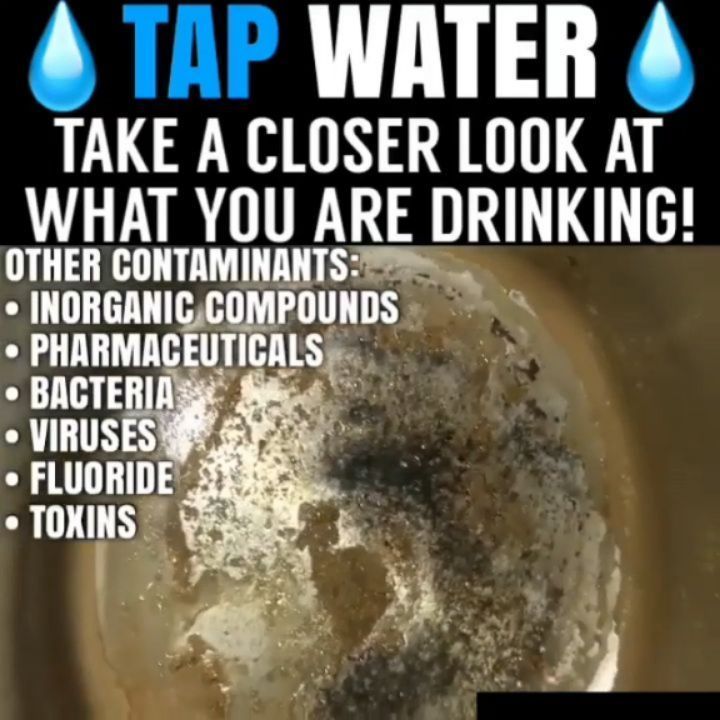 TAP WATER
TAKE A CLOSER LOOK AT
WHAT YOU ARE DRINKING!
OTHER CONTAMINANTS:
• INORGANIC COMPOUNDS
• PHARMACEUTICALS
• BACTERIA
• VIRUSES
• FLUORIDE
• TOXINS